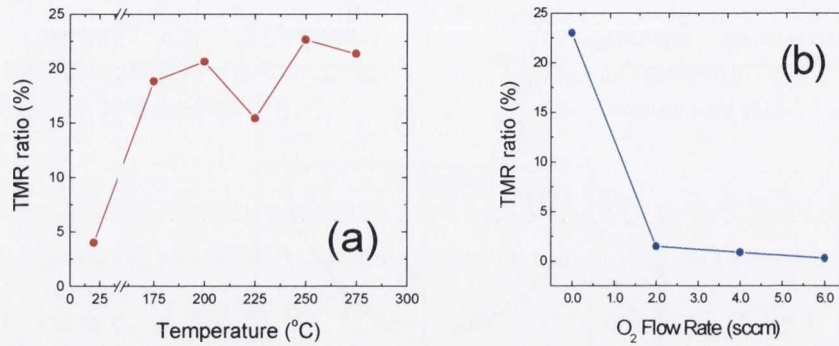 25
20
15
10
5
0
TMR ratio (%)
(a)
0 25 175 200 225 250 275 300
Temperature (°C)
25
20
15
10
5
0
TMR ratio (%)
(b)
0.0 1.0 2.0 3.0 4.0 5.0 6.0
O₂ Flow Rate (sccm)